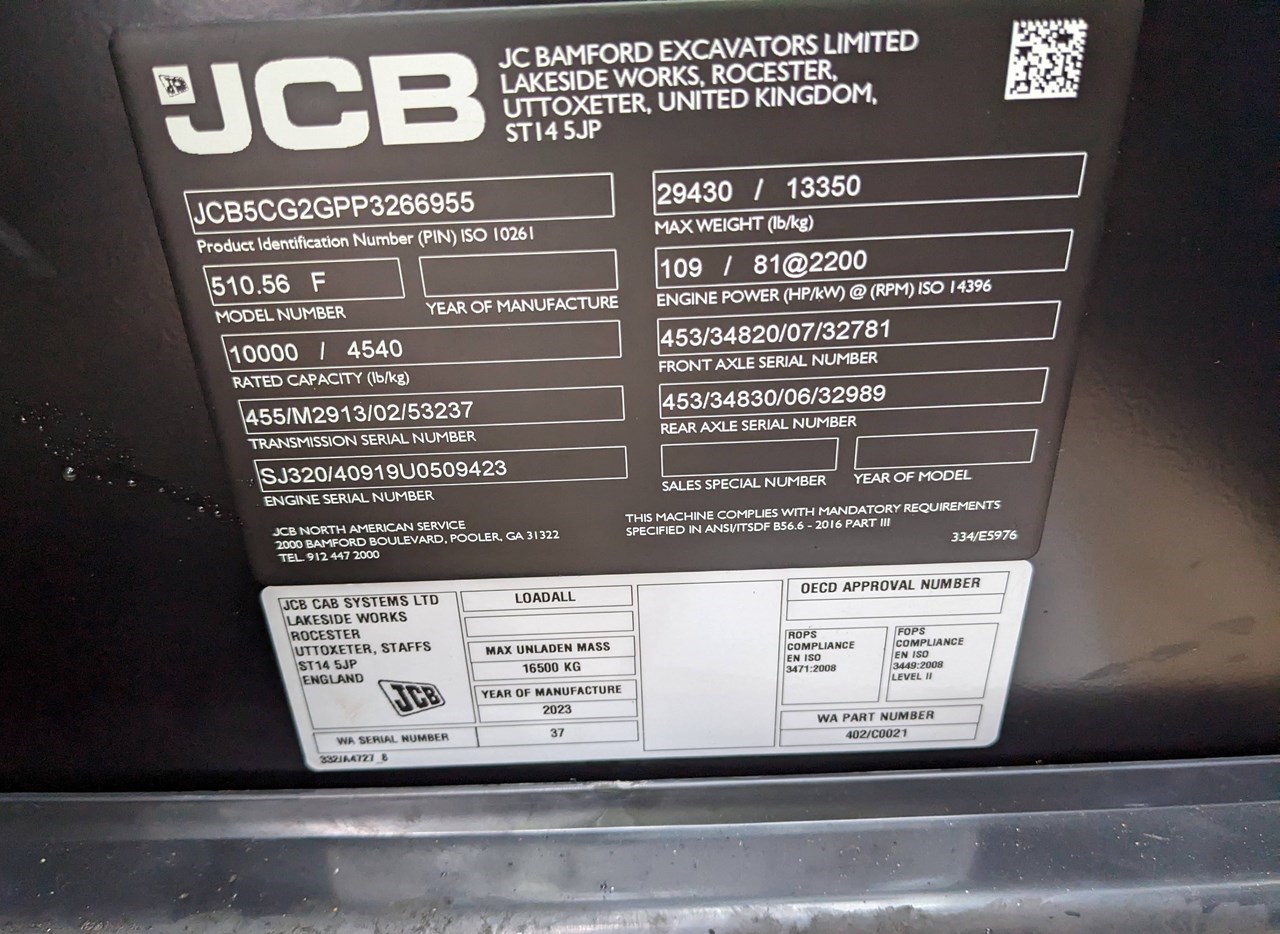 JCB
JC BAMFORD EXCAVATORS LIMITED
LAKESIDE WORKS, ROCESTER,
UTTOXETER, UNITED KINGDOM,
ST14 5JP
JCB5CG2GPP3266955
Product Identification Number (PIN) ISO 10261
510.56 F
MODEL NUMBER
YEAR OF MANUFACTURE
10000 / 4540
RATED CAPACITY (lb/kg)
455/M2913/02/53237
TRANSMISSION SERIAL NUMBER
SJ320/40919U0509423
ENGINE SERIAL NUMBER
JCB NORTH AMERICAN SERVICE
2000 BAMFORD BOULEVARD, POOLER, GA 31322
TEL. 912 447 2000
29430 / 13350
MAX WEIGHT (lb/kg)
109 / 81@2200
ENGINE POWER (HP/kW) @ (RPM) ISO 14396
453/34820/07/32781
FRONT AXLE SERIAL NUMBER
453/34830/06/32989
REAR AXLE SERIAL NUMBER
SALES SPECIAL NUMBER
YEAR OF MODEL
THIS MACHINE COMPLIES WITH MANDATORY REQUIREMENTS
SPECIFIED IN ANSI/ITSDF B56.6 - 2016 PART III
334/E5976
JCB CAB SYSTEMS LTD
LAKESIDE WORKS
ROCESTER
UTTOXETER, STAFFS
ST14 5JP
ENGLAND
JCB
WA SERIAL NUMBER
332/A4727_6
LOADALL
MAX UNLADEN MASS
16500 KG
YEAR OF MANUFACTURE
2023
37
OECD APPROVAL NUMBER
ROPS
COMPLIANCE
EN ISO
3471:2008
FOPS
COMPLIANCE
EN ISO
3449:2008
LEVEL II
WA PART NUMBER
402/C0021